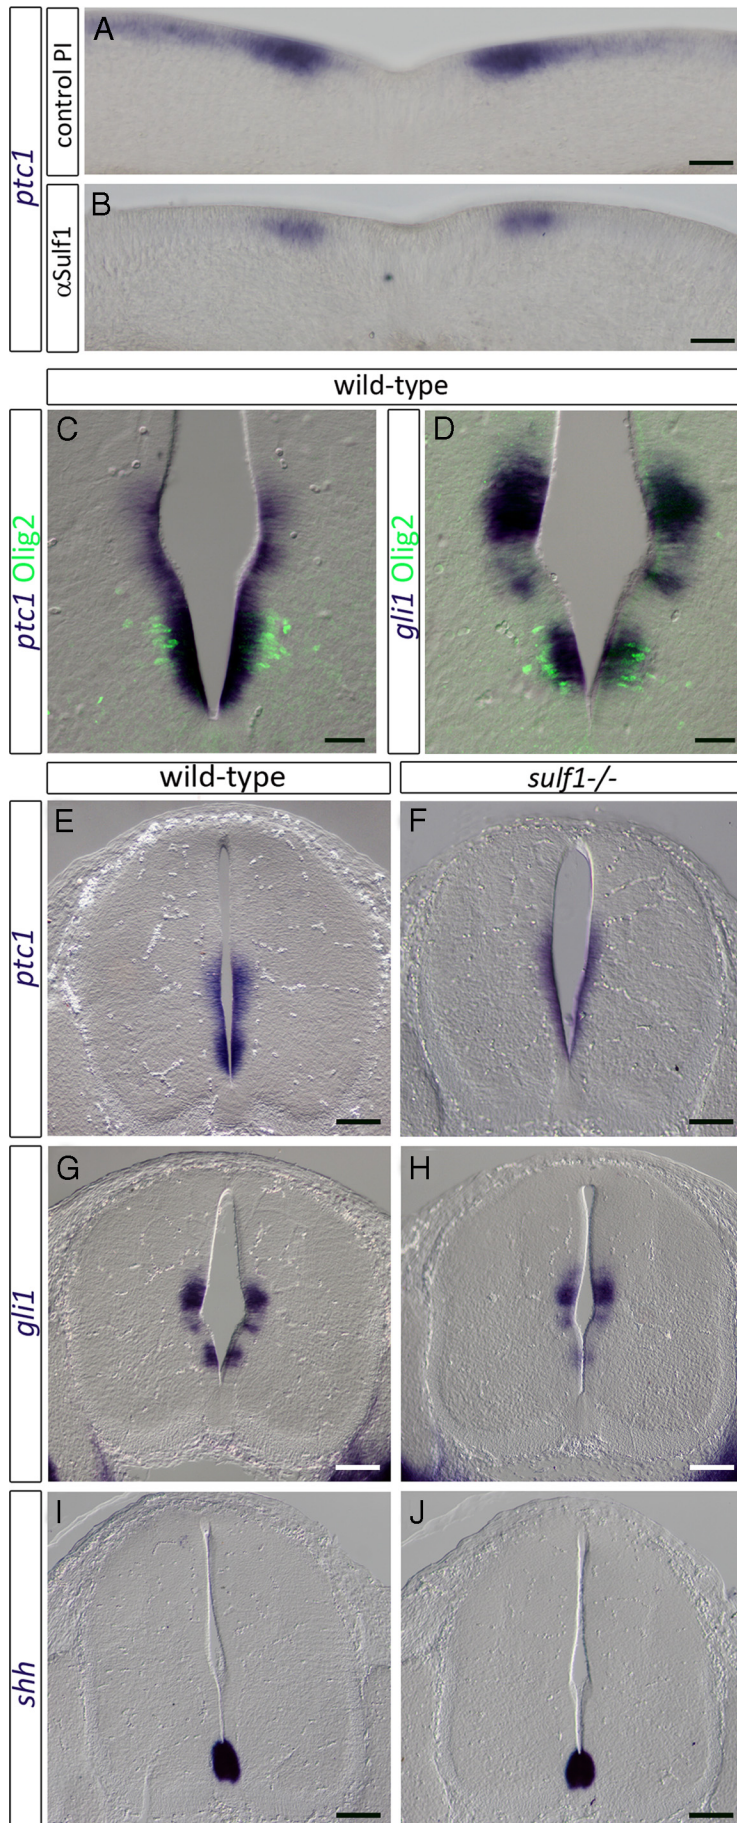 ptc1
control PI
A
αSulf1
B
wild-type
ptc1 Olig2
C
gli1 Olig2
D
wild-type
sulf1-/-
ptc1
E
F
gli1
G
H
shh
I
J